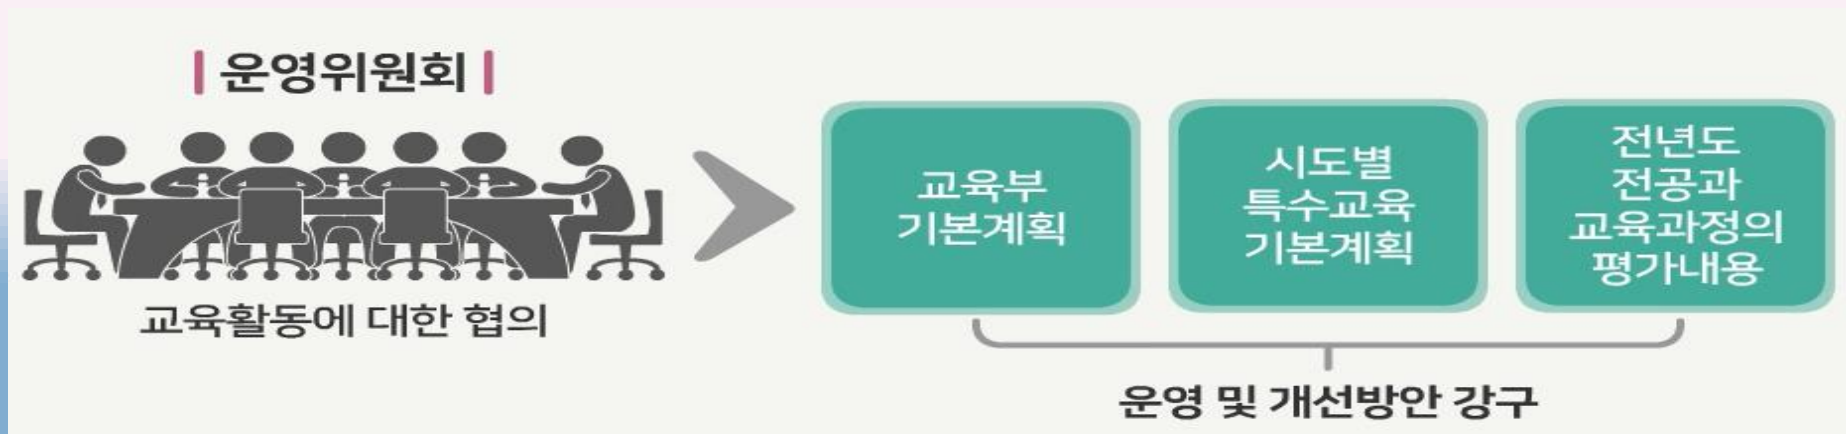 운영위원회
교육활동에 대한 협의
교육부
기본계획
시도별
특수교육
기본계획
전년도
전공과
교육과정의
평가내용
운영 및 개선방안 강구